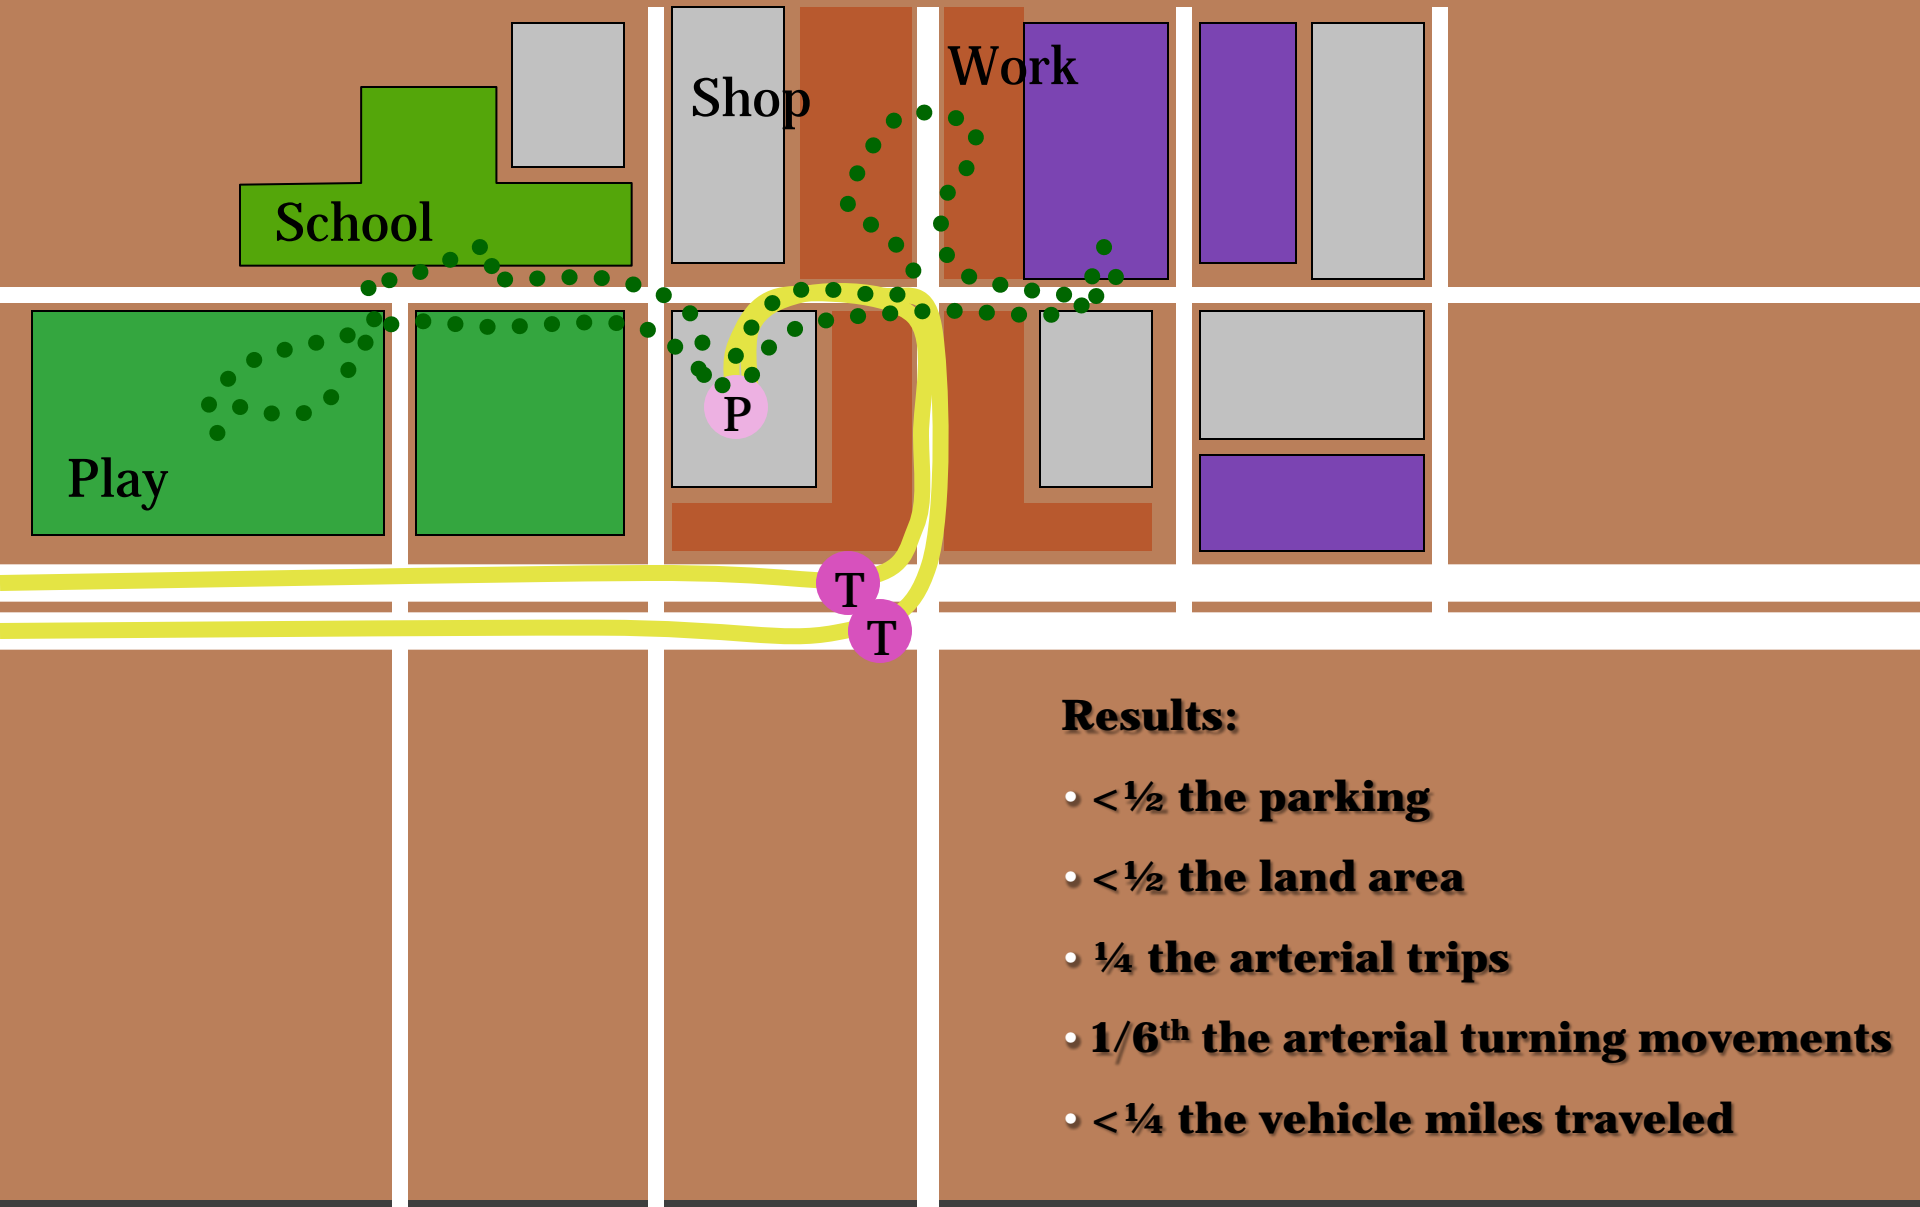 Work
Shop
School
P
Play
T
T
Results:
• <½ the parking
• <½ the land area
• ¼ the arterial trips
• 1/6th the arterial turning movements
• <¼ the vehicle miles traveled